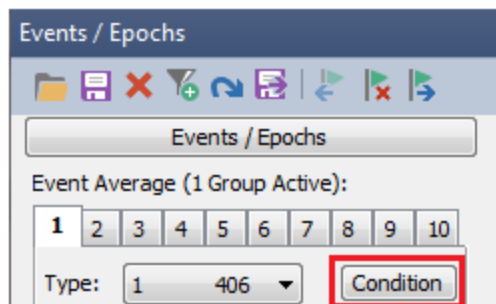 Events / Epochs
Events / Epochs
Event Average (1 Group Active):
1 2 3 4 5 6 7 8 9 10
Type: 1 406 Condition